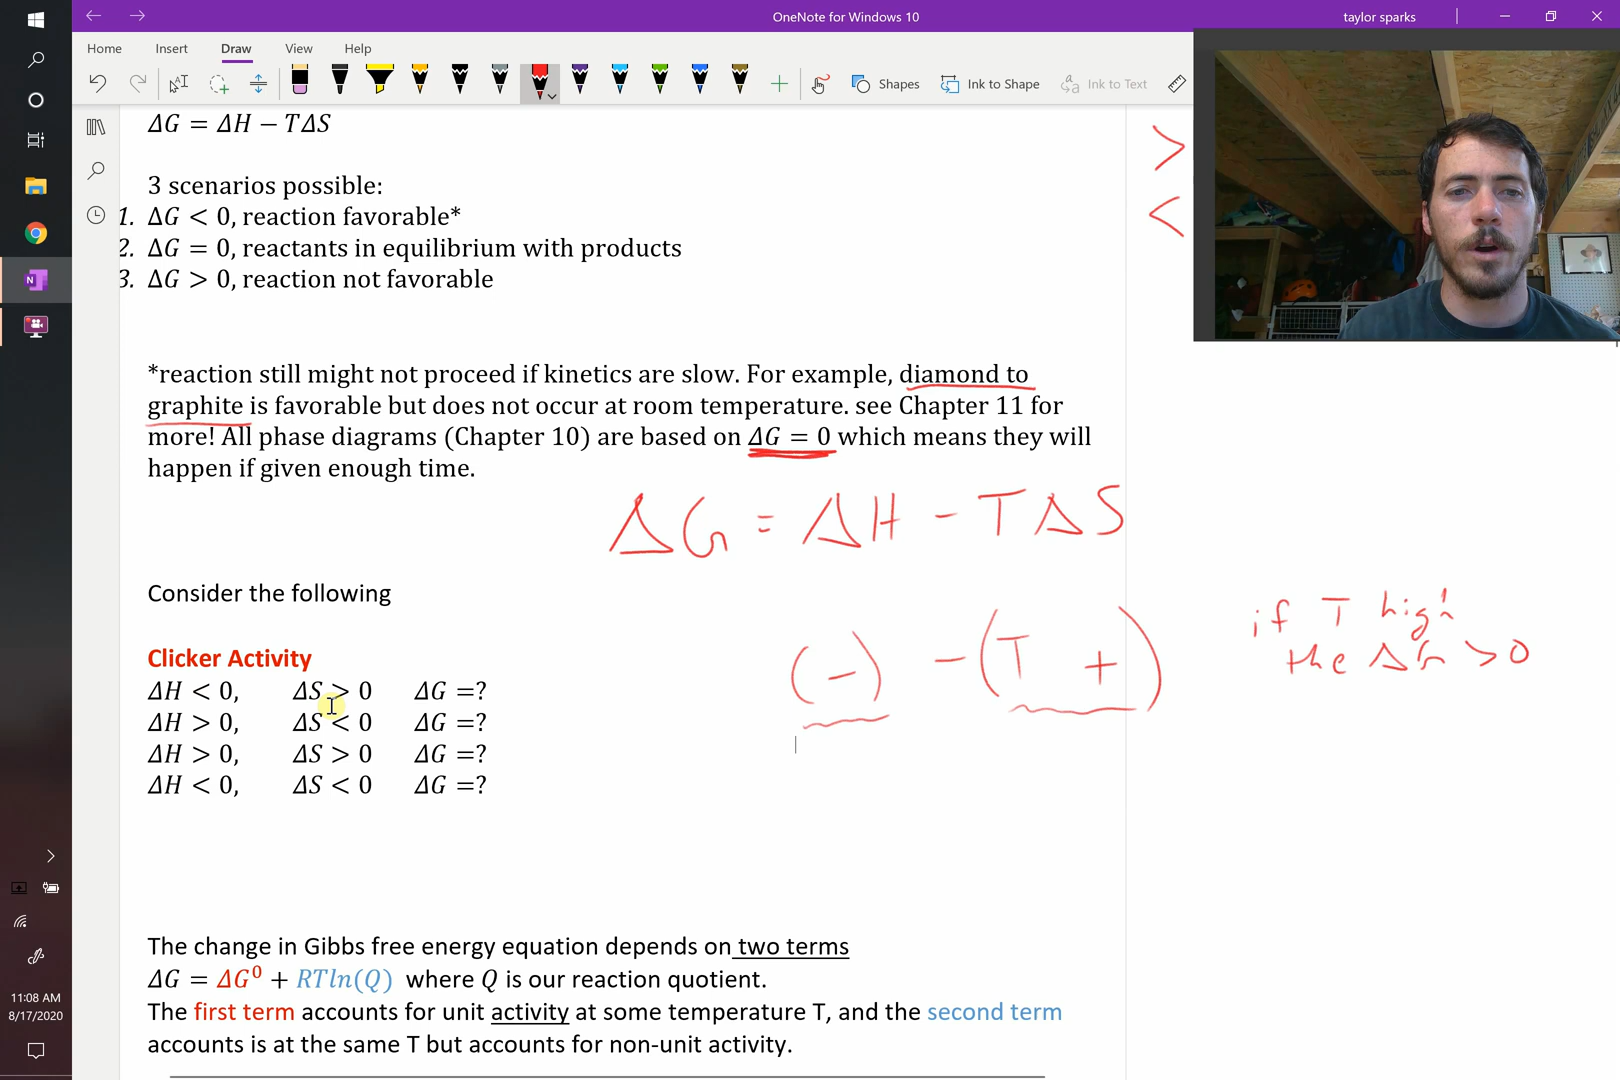 OneNote for Windows 10
taylor sparks
Home Insert Draw View Help
Shapes
Ink to Shape
Ink to Text
ΔG = ΔH − TΔS
3 scenarios possible:
1. ΔG < 0, reaction favorable*
2. ΔG = 0, reactants in equilibrium with products
3. ΔG > 0, reaction not favorable
>
<
*reaction still might not proceed if kinetics are slow. For example, diamond to
graphite is favorable but does not occur at room temperature. see Chapter 11 for
more! All phase diagrams (Chapter 10) are based on ΔG = 0 which means they will
happen if given enough time.
ΔG = ΔH − TΔS
Consider the following
(−) − (T +)
if T high
the ΔG > 0
Clicker Activity
ΔH < 0, ΔS > 0 ΔG =?
ΔH > 0, ΔS < 0 ΔG =?
ΔH > 0, ΔS > 0 ΔG =?
ΔH < 0, ΔS < 0 ΔG =?
The change in Gibbs free energy equation depends on two terms
ΔG = ΔG⁰ + RTln(Q) where Q is our reaction quotient.
The first term accounts for unit activity at some temperature T, and the second term
accounts is at the same T but accounts for non-unit activity.
11:08 AM
8/17/2020